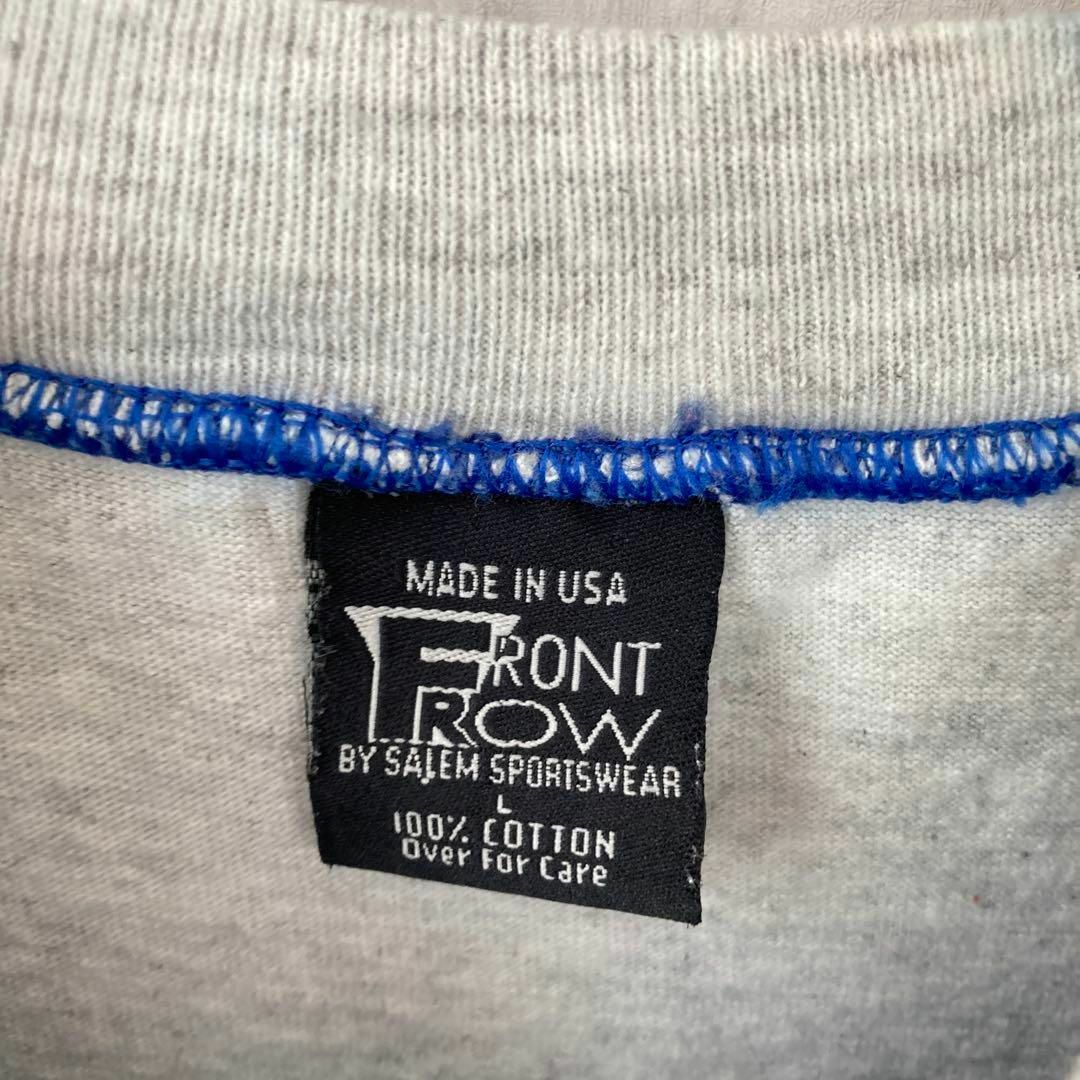 MADE IN USA
FRONT
ROW
BY SALEM SPORTSWEAR
L
100% COTTON
Over For Care